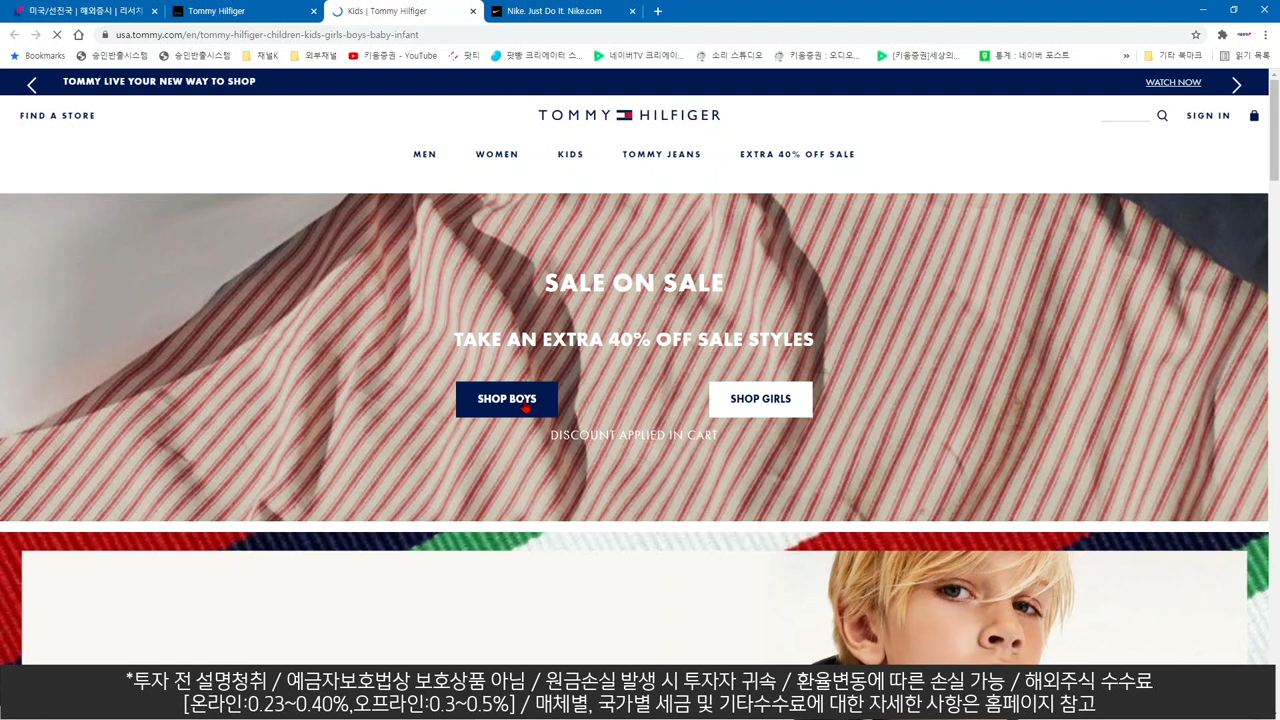 미국/선진국 | 해외증시 | 리서치
Tommy Hilfiger
Kids | Tommy Hilfiger
Nike. Just Do It. Nike.com
usa.tommy.com/en/tommy-hilfiger-children-kids-girls-boys-baby-infant
Bookmarks
승인반출시스템
승인반출시스템
채널K
외부채널
키움증권 - YouTube
팟티
팟빵 크리에이터 스...
네이버TV 크리에이...
소리 스튜디오
키움증권 : 오디오...
[키움증권]세상의...
통계 : 네이버 포스트
»
기타 북마크
읽기 목록
TOMMY LIVE YOUR NEW WAY TO SHOP
WATCH NOW
FIND A STORE
TOMMY HILFIGER
SIGN IN
MEN
WOMEN
KIDS
TOMMY JEANS
EXTRA 40% OFF SALE
SALE ON SALE
TAKE AN EXTRA 40% OFF SALE STYLES
SHOP BOYS
SHOP GIRLS
DISCOUNT APPLIED IN CART
*투자 전 설명청취 / 예금자보호법상 보호상품 아님 / 원금손실 발생 시 투자자 귀속 / 환율변동에 따른 손실 가능 / 해외주식 수수료
[온라인:0.23~0.40%,오프라인:0.3~0.5%] / 매체별, 국가별 세금 및 기타수수료에 대한 자세한 사항은 홈페이지 참고